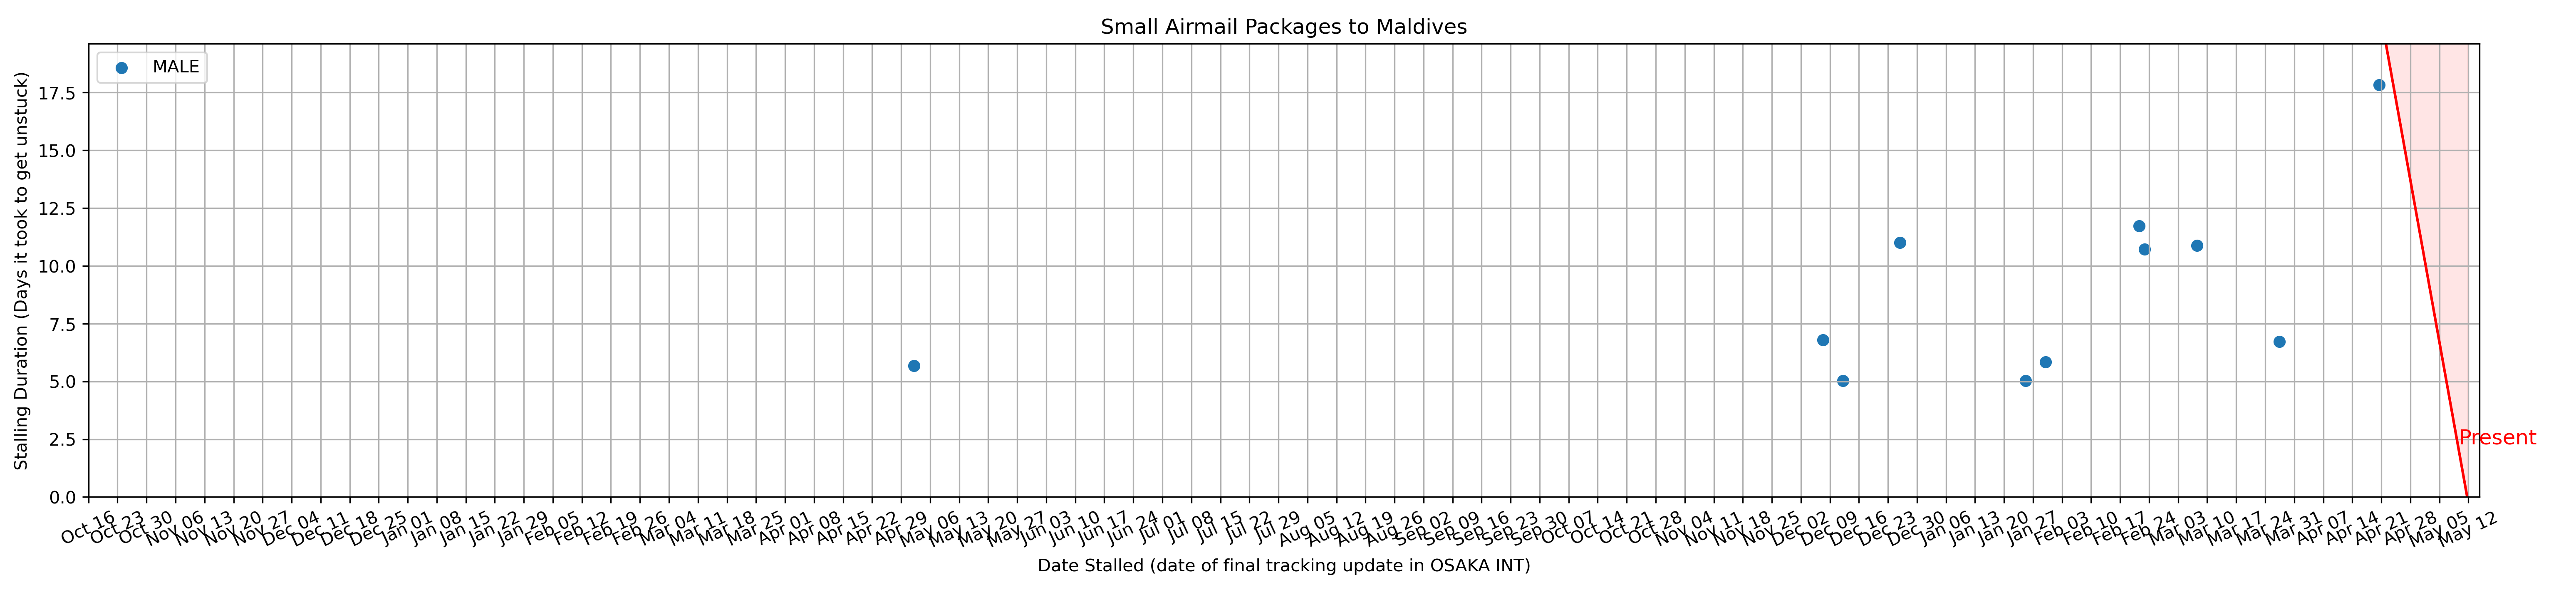 Small Airmail Packages to Maldives
MALE
Stalling Duration (Days it took to get unstuck)
17.5
15.0
12.5
10.0
7.5
5.0
2.5
0.0
Present
Oct 16
Oct 23
Oct 30
Nov 06
Nov 13
Nov 20
Nov 27
Dec 04
Dec 11
Dec 18
Dec 25
Jan 01
Jan 08
Jan 15
Jan 22
Jan 29
Feb 05
Feb 12
Feb 19
Feb 26
Mar 04
Mar 11
Mar 18
Mar 25
Apr 01
Apr 08
Apr 15
Apr 22
Apr 29
May 06
May 13
May 20
May 27
Jun 03
Jun 10
Jun 17
Jun 24
Jul 01
Jul 08
Jul 15
Jul 22
Jul 29
Aug 05
Aug 12
Aug 19
Aug 26
Sep 02
Sep 09
Sep 16
Sep 23
Sep 30
Oct 07
Oct 14
Oct 21
Oct 28
Nov 04
Nov 11
Nov 18
Nov 25
Dec 02
Dec 09
Dec 16
Dec 23
Dec 30
Jan 06
Jan 13
Jan 20
Jan 27
Feb 03
Feb 10
Feb 17
Feb 24
Mar 03
Mar 10
Mar 17
Mar 24
Mar 31
Apr 07
Apr 14
Apr 21
Apr 28
May 05
May 12
Date Stalled (date of final tracking update in OSAKA INT)